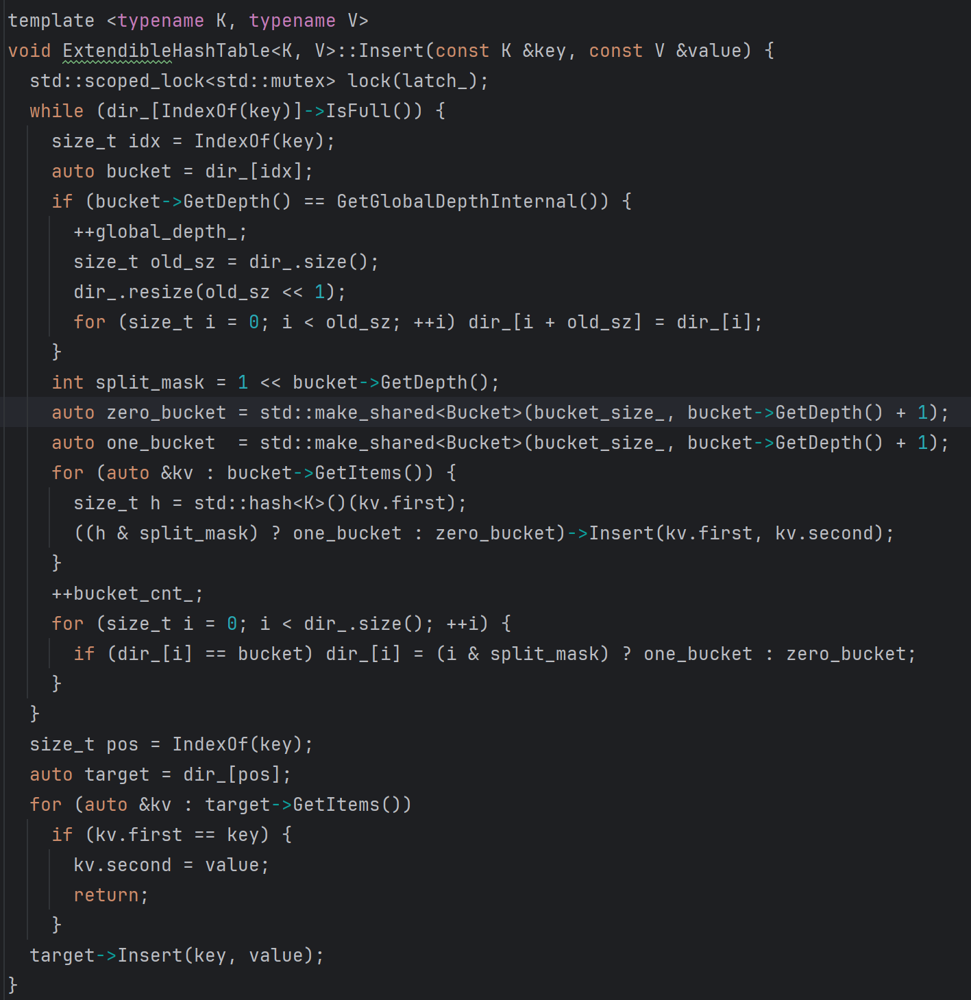 template <typename K, typename V>
void ExtendibleHashTable<K, V>::Insert(const K &key, const V &value) {
  std::scoped_lock<std::mutex> lock(latch_);
  while (dir_[IndexOf(key)]->IsFull()) {
    size_t idx = IndexOf(key);
    auto bucket = dir_[idx];
    if (bucket->GetDepth() == GetGlobalDepthInternal()) {
      ++global_depth_;
      size_t old_sz = dir_.size();
      dir_.resize(old_sz << 1);
      for (size_t i = 0; i < old_sz; ++i) dir_[i + old_sz] = dir_[i];
    }
    int split_mask = 1 << bucket->GetDepth();
    auto zero_bucket = std::make_shared<Bucket>(bucket_size_, bucket->GetDepth() + 1);
    auto one_bucket  = std::make_shared<Bucket>(bucket_size_, bucket->GetDepth() + 1);
    for (auto &kv : bucket->GetItems()) {
      size_t h = std::hash<K>()(kv.first);
      ((h & split_mask) ? one_bucket : zero_bucket)->Insert(kv.first, kv.second);
    }
    ++bucket_cnt_;
    for (size_t i = 0; i < dir_.size(); ++i) {
      if (dir_[i] == bucket) dir_[i] = (i & split_mask) ? one_bucket : zero_bucket;
    }
  }
  size_t pos = IndexOf(key);
  auto target = dir_[pos];
  for (auto &kv : target->GetItems())
    if (kv.first == key) {
      kv.second = value;
      return;
    }
  target->Insert(key, value);
}